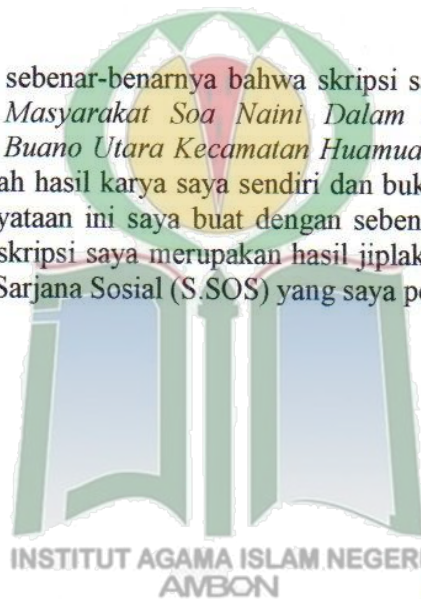 sebenar-benarnya bahwa skripsi s
Masyarakat Soa Naini Dalam
Buano Utara Kecamatan Huamua
ah hasil karya saya sendiri dan buk
yataan ini saya buat dengan seben
skripsi saya merupakan hasil jiplak
Sarjana Sosial (S.SOS) yang saya pe
INSTITUT AGAMA ISLAM NEGERI
AMBON